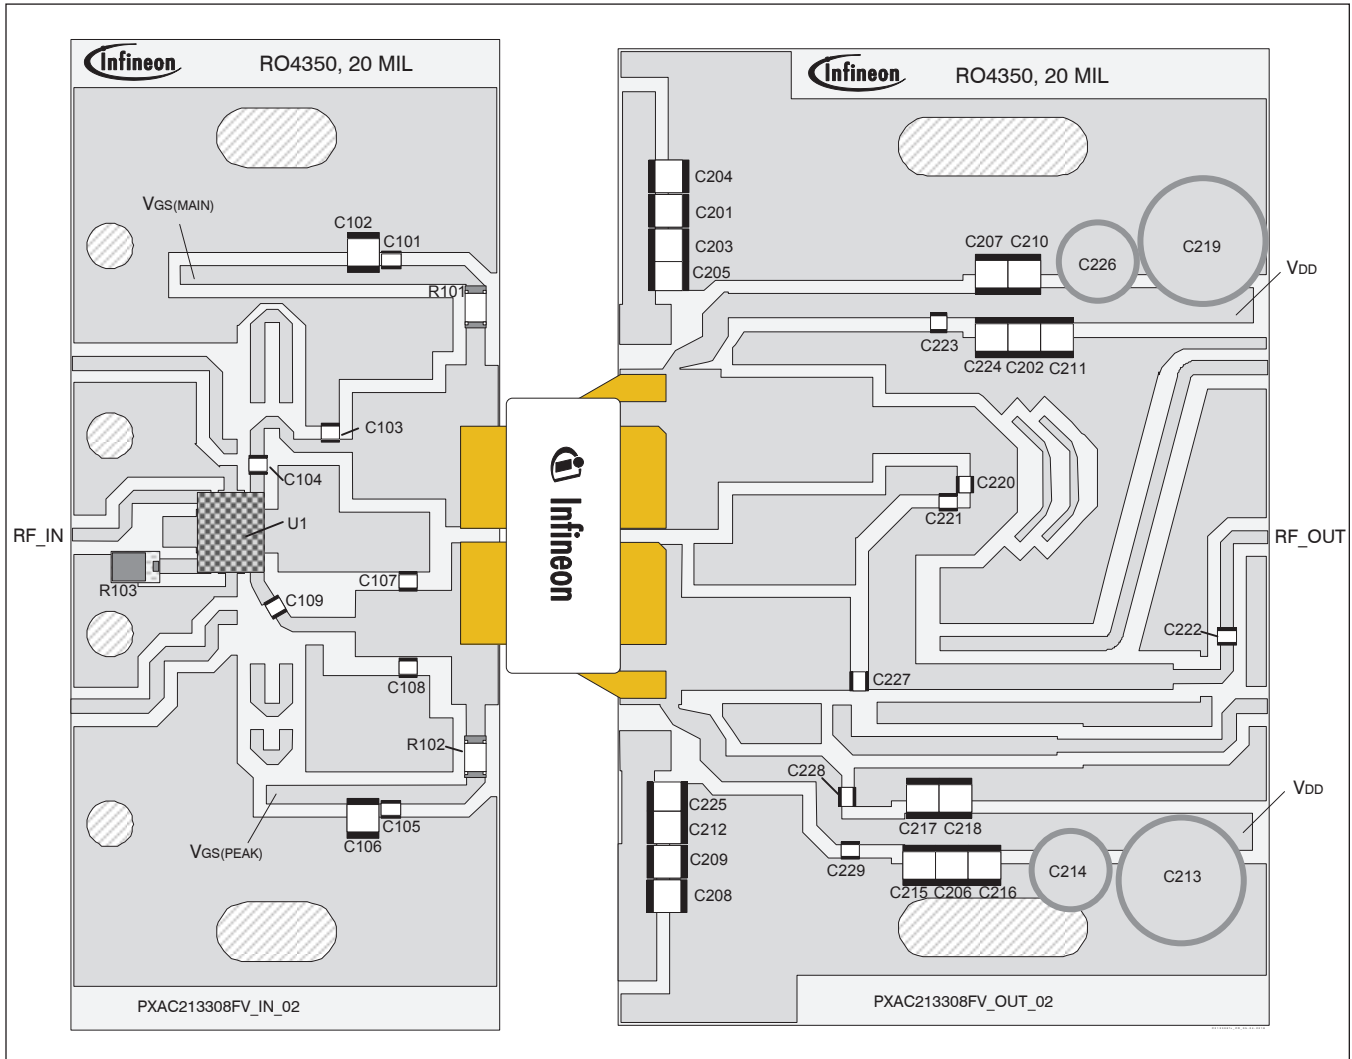 Infineon
RO4350, 20 MIL
Infineon
RO4350, 20 MIL
VGS(MAIN)
C102
C101
R101
C103
C104
U1
RF_IN
R103
C107
C109
C108
R102
C105
C106
VGS(PEAK)
PXAC213308FV_IN_02
Infineon
C204
C201
C203
C205
C207
C210
C226
C219
VDD
C223
C224
C202
C211
C220
C221
RF_OUT
C222
C227
C228
C225
C212
C209
C208
C217
C218
VDD
C229
C215
C206
C216
C214
C213
PXAC213308FV_OUT_02